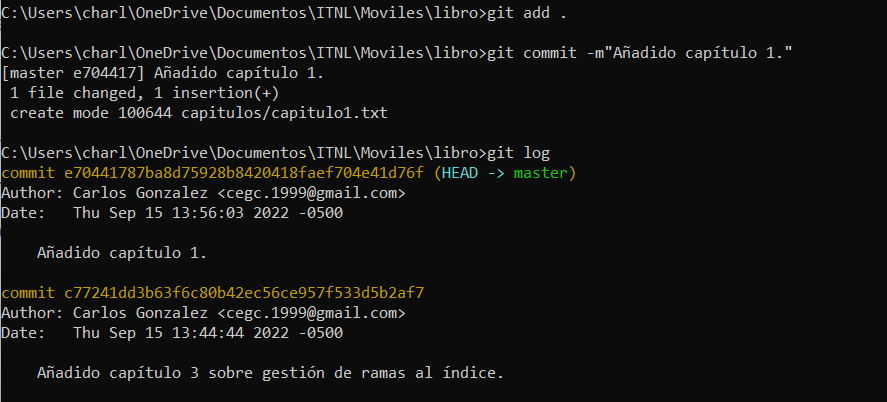 C:\Users\charl\OneDrive\Documentos\ITNL\Moviles\libro>git add .
C:\Users\charl\OneDrive\Documentos\ITNL\Moviles\libro>git commit -m"Añadido capítulo 1."
[master e704417] Añadido capítulo 1.
 1 file changed, 1 insertion(+)
 create mode 100644 capitulos/capitulo1.txt
C:\Users\charl\OneDrive\Documentos\ITNL\Moviles\libro>git log
commit e70441787ba8d75928b8420418faef704e41d76f (HEAD -> master)
Author: Carlos Gonzalez <cegc.1999@gmail.com>
Date:   Thu Sep 15 13:56:03 2022 -0500
    Añadido capítulo 1.
commit c77241dd3b63f6c80b42ec56ce957f533d5b2af7
Author: Carlos Gonzalez <cegc.1999@gmail.com>
Date:   Thu Sep 15 13:44:44 2022 -0500
    Añadido capítulo 3 sobre gestión de ramas al índice.